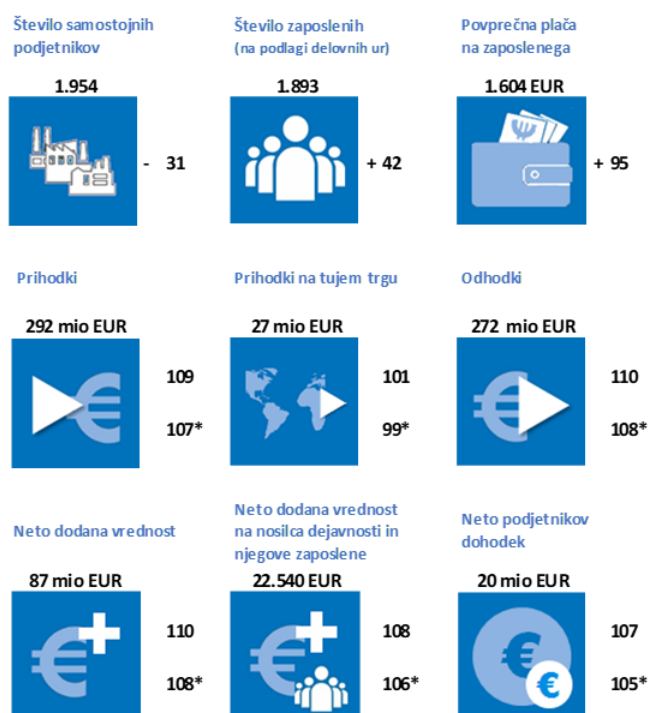 Število samostojnih
podjetnikov
1.954
- 31
Število zaposlenih
(na podlagi delovnih ur)
1.893
+ 42
Povprečna plača
na zaposlenega
1.604 EUR
+ 95
Prihodki
292 mio EUR
109
107*
Prihodki na tujem trgu
27 mio EUR
101
99*
Odhodki
272 mio EUR
110
108*
Neto dodana vrednost
87 mio EUR
110
108*
Neto dodana vrednost
na nosilca dejavnosti in
njegove zaposlene
22.540 EUR
108
106*
Neto podjetnikov
dohodek
20 mio EUR
107
105*